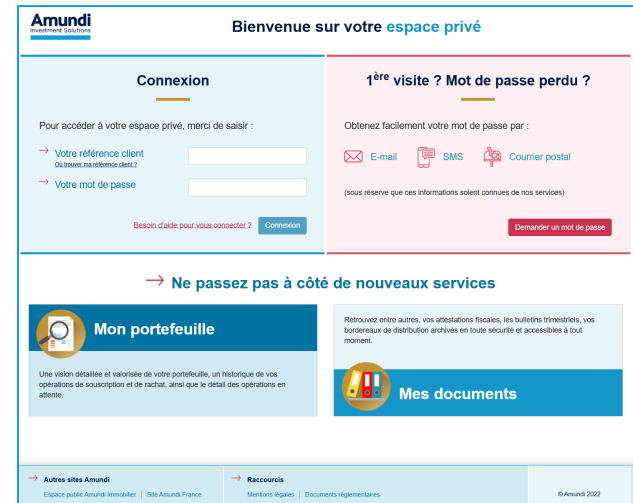 Amundi
Investment Solutions
Bienvenue sur votre espace privé
Connexion
Pour accéder à votre espace privé, merci de saisir :
→ Votre référence client
Où trouver ma référence client ?
→ Votre mot de passe
Besoin d'aide pour vous connecter ? Connexion
1ère visite ? Mot de passe perdu ?
Obtenez facilement votre mot de passe par :
E-mail SMS Courrier postal
(sous réserve que ces informations soient connues de nos services)
Demander un mot de passe
→ Ne passez pas à côté de nouveaux services
Mon portefeuille
Une vision détaillée et valorisée de votre portefeuille, un historique de vos
opérations de souscription et de rachat, ainsi que le détail des opérations en
attente.
Retrouvez entre autres, vos attestations fiscales, les bulletins trimestriels, vos
bordereaux de distribution archivés en toute sécurité et accessibles à tout
moment.
Mes documents
→ Autres sites Amundi
Espace public Amundi Immobilier | Site Amundi France
→ Raccourcis
Mentions légales | Documents règlementaires
© Amundi 2022